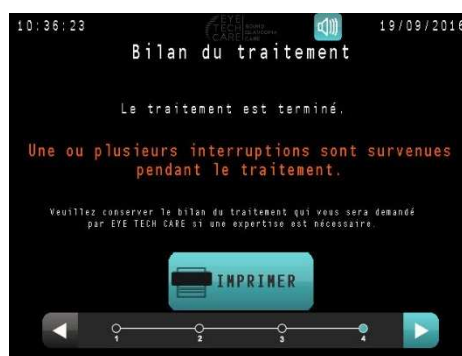 10:36:23
EYE
TECH
CARE
19/09/2016
Bilan du traitement
Le traitement est terminé.
Une ou plusieurs interruptions sont survenues
pendant le traitement.
Veuillez conserver le bilan du traitement qui vous sera demandé
par EYE TECH CARE si une expertise est nécessaire.
IMPRIMER
1 2 3 4